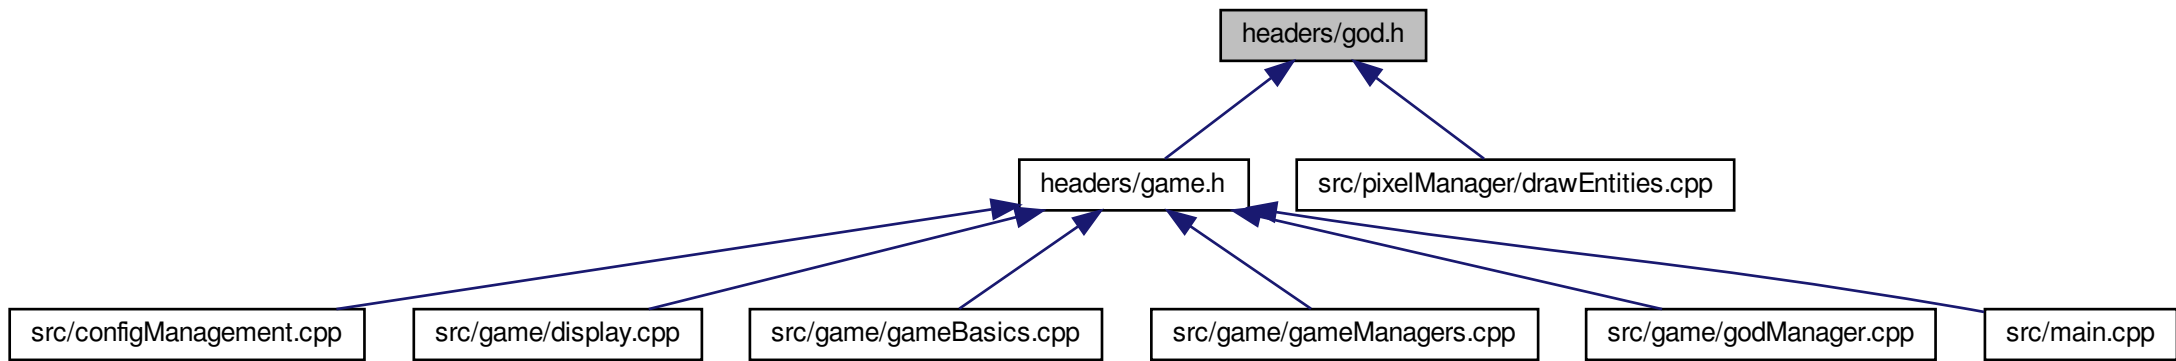 headers/god.h
headers/game.h
src/pixelManager/drawEntities.cpp
src/configManagement.cpp
src/game/display.cpp
src/game/gameBasics.cpp
src/game/gameManagers.cpp
src/game/godManager.cpp
src/main.cpp